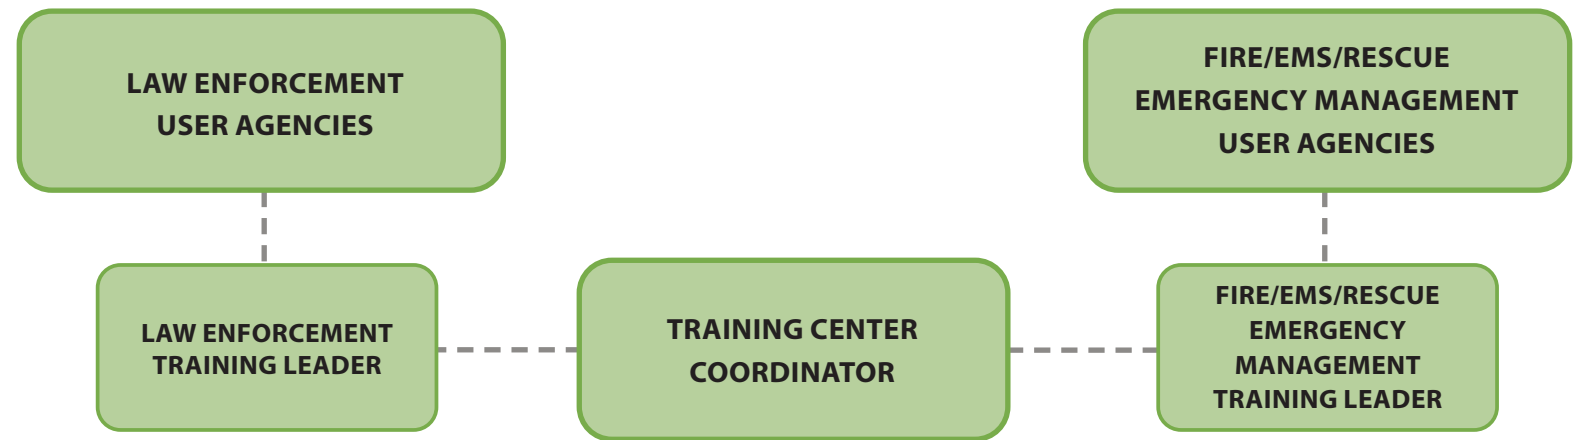 LAW ENFORCEMENT
USER AGENCIES
FIRE/EMS/RESCUE
EMERGENCY MANAGEMENT
USER AGENCIES
LAW ENFORCEMENT
TRAINING LEADER
TRAINING CENTER
COORDINATOR
FIRE/EMS/RESCUE
EMERGENCY
MANAGEMENT
TRAINING LEADER